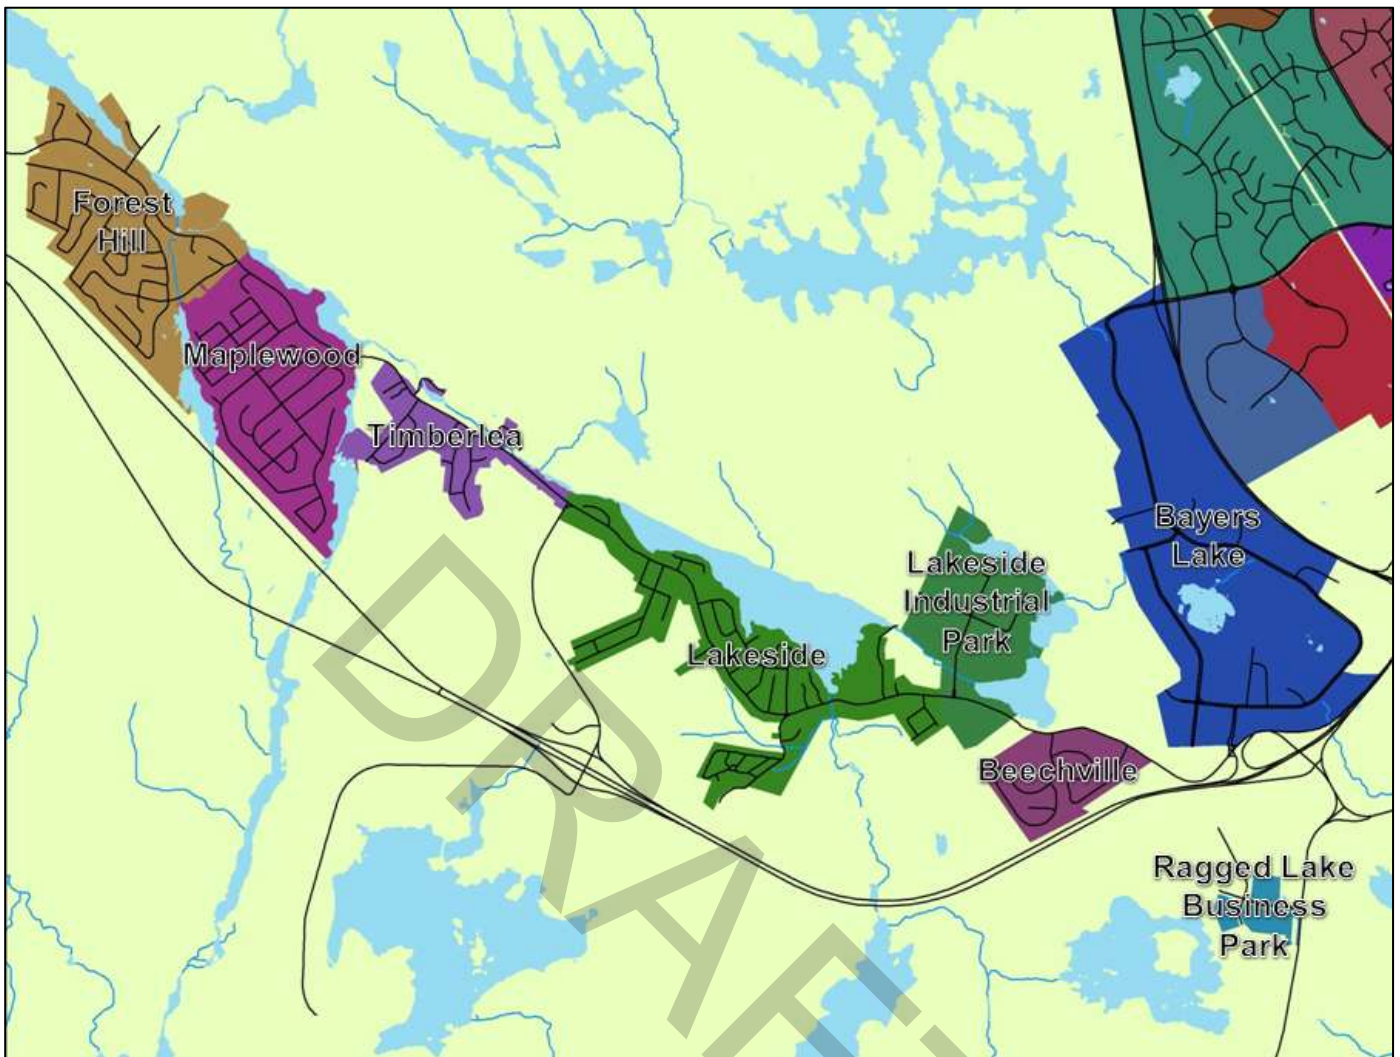 Forest
Hill
Maplewood
Timberlea
Bayers
Lake
Lakeside
Industrial
Park
Lakeside
Beechville
Ragged Lake
Business
Park
DRAFT